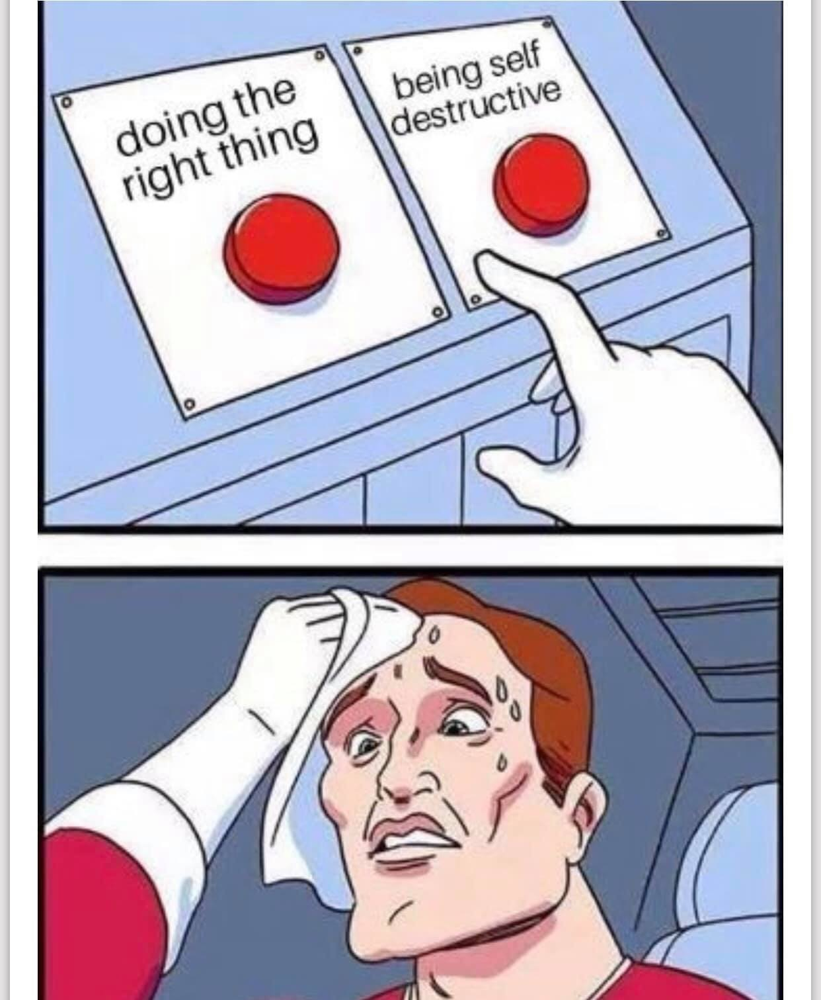 doing the
right thing
being self
destructive